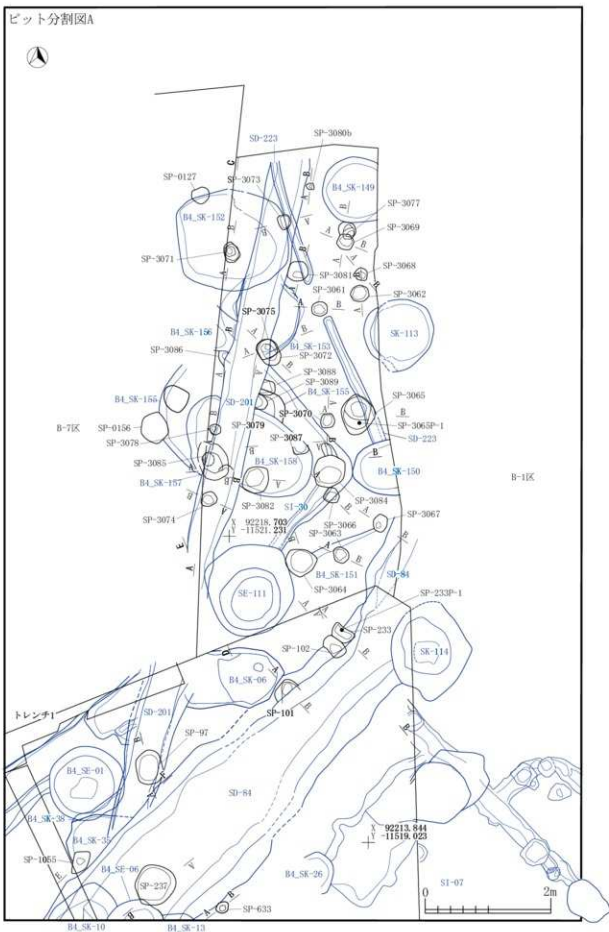 ピット分割図A
SP-3080b
SD-223
SP-0127
SP-3073
B4_SK-149
B4_SK-152
SP-3077
SP-3069
SP-3071
SP-3081
SP-3068
SP-3061
SP-3062
SP-3075
B4_SK-156
B4_SK-153
SK-113
SP-3086
SP-3072
SP-3088
SP-3089
B4_SK-155
B4_SK-155
SD-201
SP-3070
SP-3065
B-7区
SP-0156
SP-3079
SP-3065P-1
SP-3078
SP-3087
SD-223
SP-3085
B4_SK-158
B4_SK-150
B-1区
B4_SK-157
SP-3082
SI-30
SP-3084
SP-3074
SP-3066
SP-3067
X 92218.703
Y -11521.231
SP-3063
SP-3064
B4_SK-151
SD-84
SE-111
SP-233P-1
SP-233
SP-102
SK-114
B4_SK-06
トレンチ1
SD-201
SP-101
SP-97
B4_SE-01
SD-84
B4_SK-38
X 92213.844
Y -11519.023
B4_SK-35
SP-1055
B4_SE-06
SP-237
B4_SK-26
SI-07
SP-633
0 2m
B4_SK-10
B4_SK-13